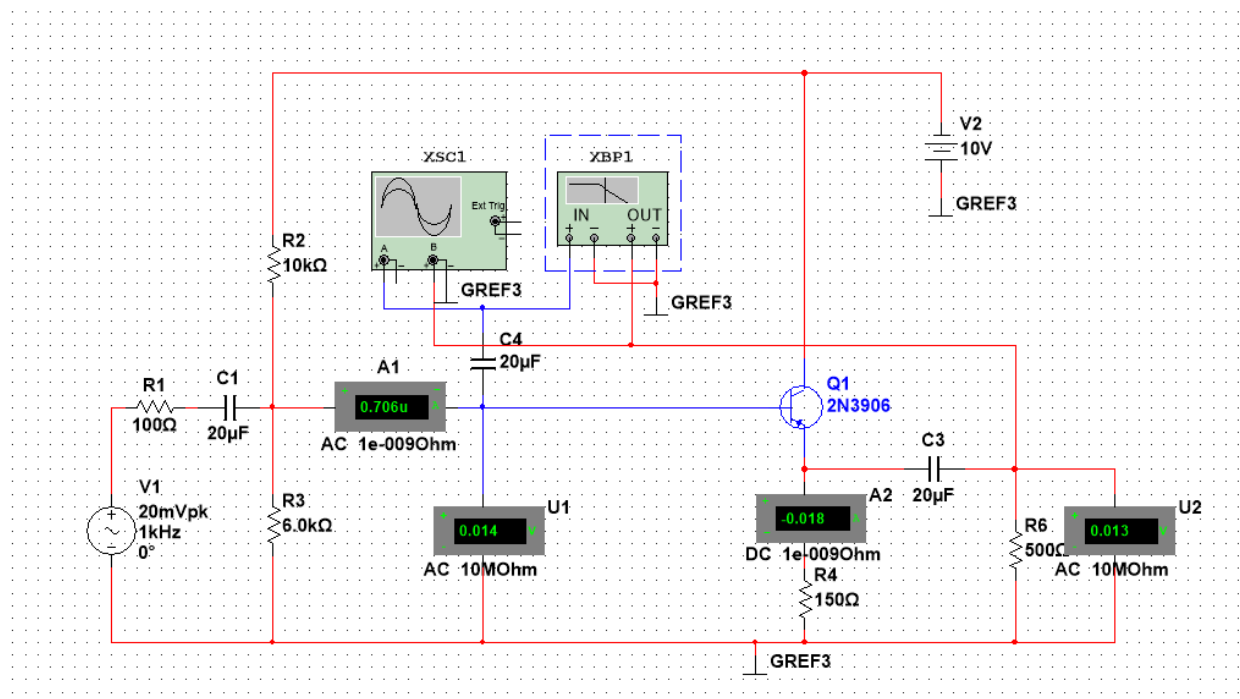 V2
10V
GREF3
XSC1
XBP1
Ext Trig
+
−
IN
OUT
+
−
+
−
A
B
+
−
+
−
GREF3
GREF3
R2
10kΩ
C4
20µF
A1
+
−
0.706u
A
AC 1e-009Ohm
R1
100Ω
C1
20µF
Q1
2N3906
C3
20µF
V1
20mVpk
1kHz
0°
+
−
R3
6.0kΩ
U1
+
−
0.014
V
AC 10MOhm
A2
+
−
-0.018
A
DC 1e-009Ohm
R4
150Ω
R6
500Ω
U2
+
−
0.013
V
AC 10MOhm
GREF3